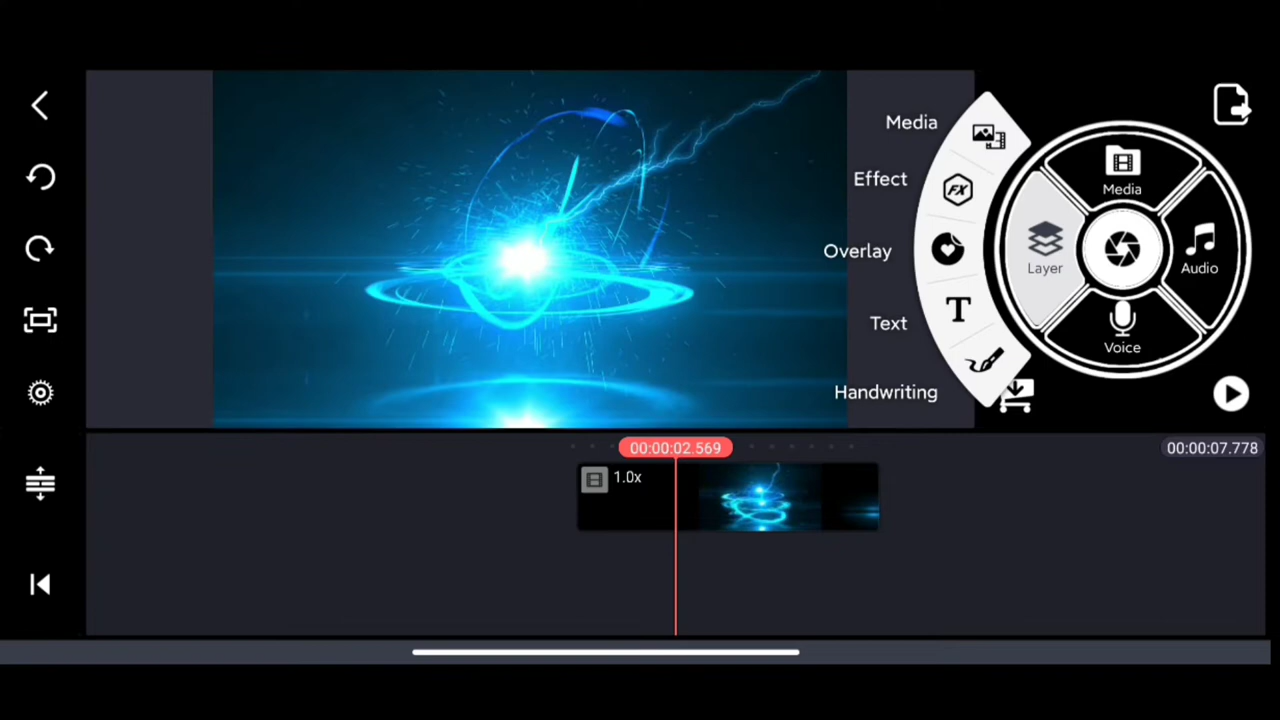 Media
Effect
Overlay
Text
Handwriting
Media
Layer
Audio
Voice
FX
T
00:00:02.569
00:00:07.778
1.0x